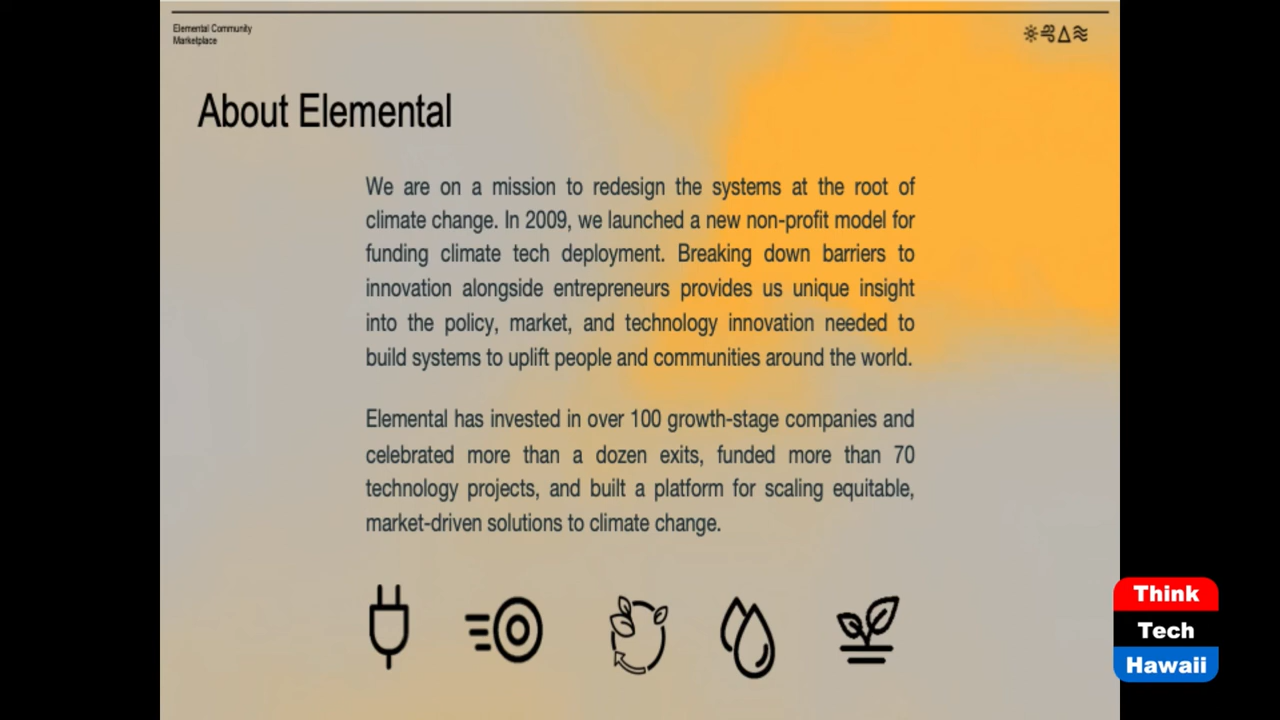 Elemental Community
Marketplace
About Elemental
We are on a mission to redesign the systems at the root of
climate change. In 2009, we launched a new non-profit model for
funding climate tech deployment. Breaking down barriers to
innovation alongside entrepreneurs provides us unique insight
into the policy, market, and technology innovation needed to
build systems to uplift people and communities around the world.
Elemental has invested in over 100 growth-stage companies and
celebrated more than a dozen exits, funded more than 70
technology projects, and built a platform for scaling equitable,
market-driven solutions to climate change.
Think
Tech
Hawaii